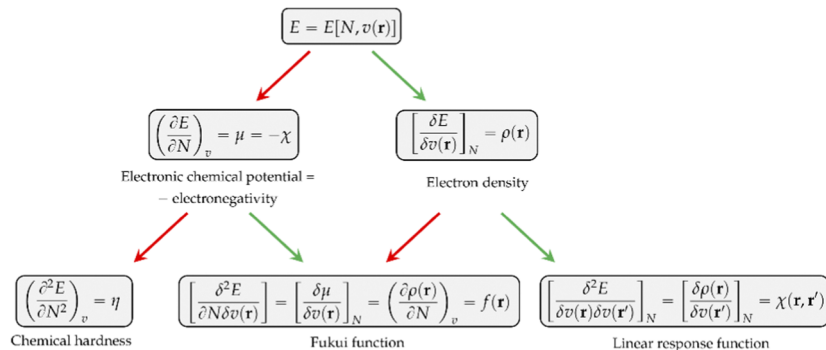 E = E[N, v(r)]
(∂E/∂N)_v = μ = −χ
[δE/δv(r)]_N = ρ(r)
Electronic chemical potential =
− electronegativity
Electron density
(∂²E/∂N²)_v = η
[δ²E/∂Nδv(r)] = [δμ/δv(r)]_N = (∂ρ(r)/∂N)_v = f(r)
[δ²E/δv(r)δv(r′)]_N = [δρ(r)/δv(r′)]_N = χ(r, r′)
Chemical hardness
Fukui function
Linear response function